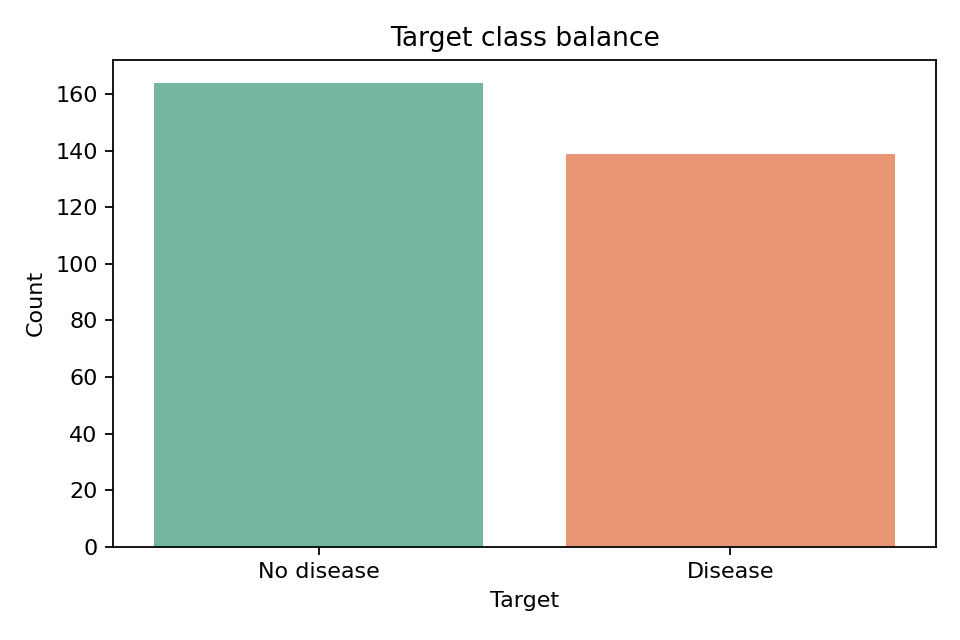 Target class balance
Count
160
140
120
100
80
60
40
20
0
No disease
Disease
Target